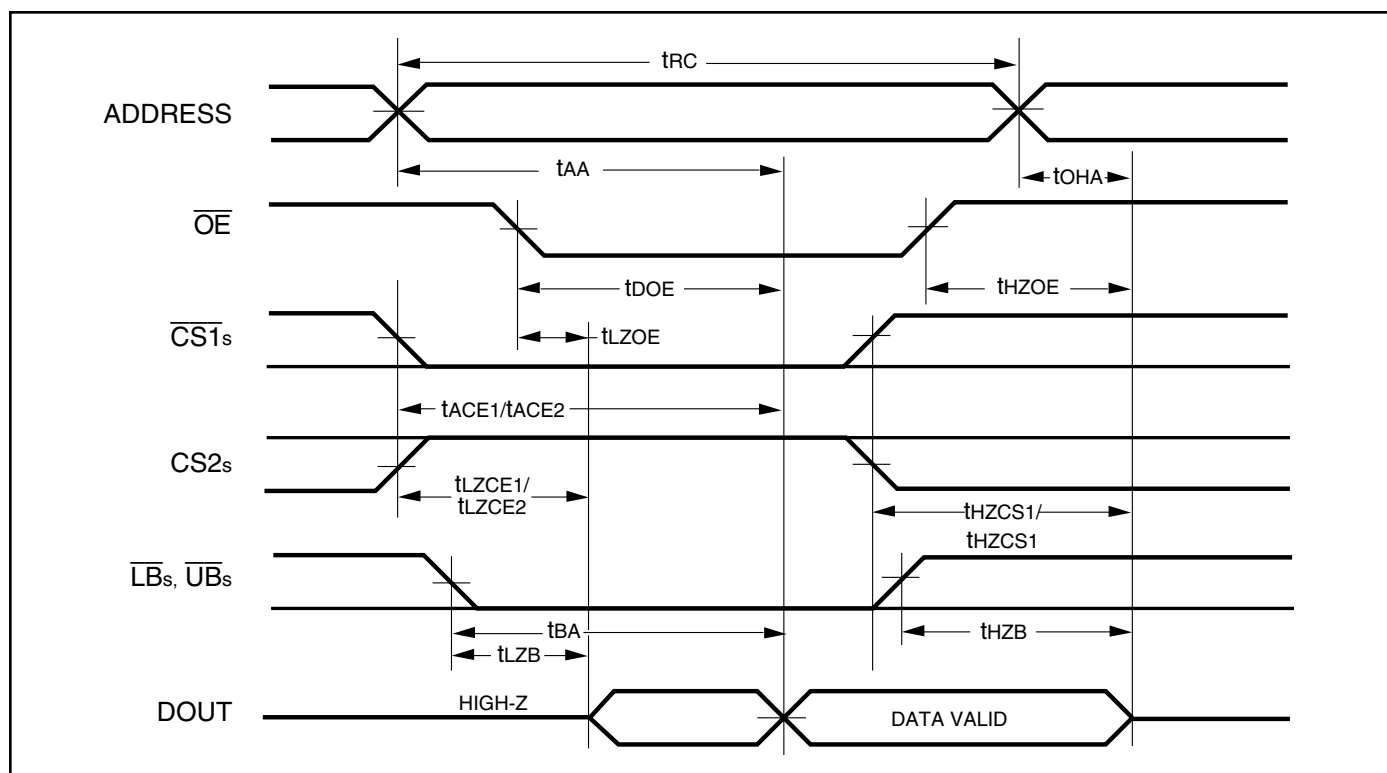 tRC
ADDRESS
tAA
tOHA
OE
tDOE
tHZOE
CS1s
tLZOE
tACE1/tACE2
CS2s
tLZCE1/
tLZCE2
tHZCS1/
tHZCS1
LBs, UBs
tBA
tHZB
tLZB
HIGH-Z
DOUT
DATA VALID